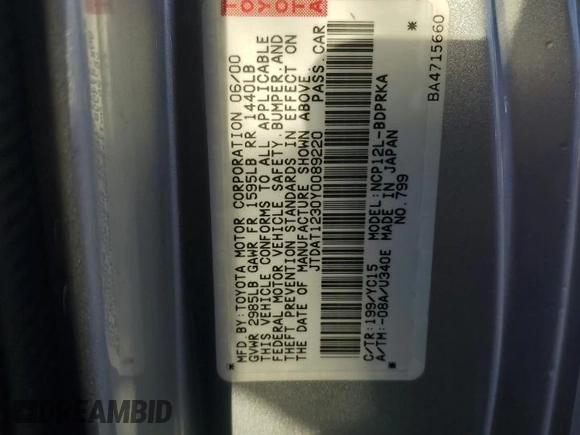 TOYOTA
MFD BY:TOYOTA MOTOR CORPORATION 06/00
GVWR 2985LB GAWR FR 1595LB RR 1440LB
THIS VEHICLE CONFORMS TO ALL APPLICABLE
FEDERAL MOTOR VEHICLE SAFETY,BUMPER,AND
THEFT PREVENTION STANDARDS IN EFFECT ON
THE DATE OF MANUFACTURE SHOWN ABOVE.
JTDAT1230Y0089220 PASS.CAR
C/TR:199/YC15 MODEL:NCP12L-BDPRKA
A/TM:-08A/U340E MADE IN JAPAN
NO.799
BA4715660
DREAMBID